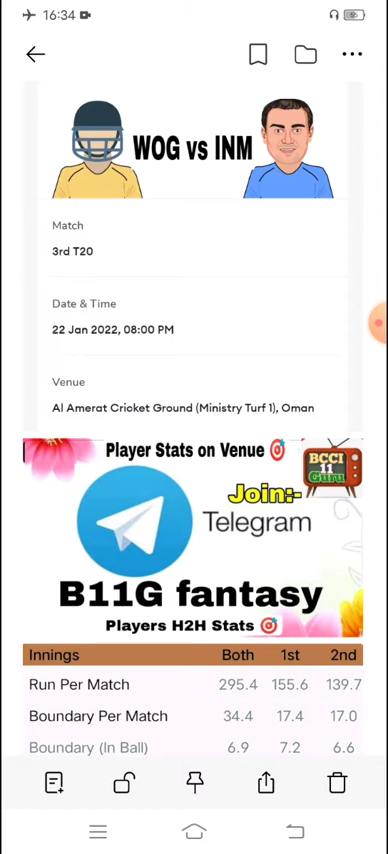 16:34
WOG vs INM
Match
3rd T20
Date & Time
22 Jan 2022, 08:00 PM
Venue
Al Amerat Cricket Ground (Ministry Turf 1), Oman
Player Stats on Venue
BCCI
11
Guru
Join:-
Telegram
B11G fantasy
Players H2H Stats
Innings Both 1st 2nd
Run Per Match 295.4 155.6 139.7
Boundary Per Match 34.4 17.4 17.0
Boundary (In Ball) 6.9 7.2 6.6